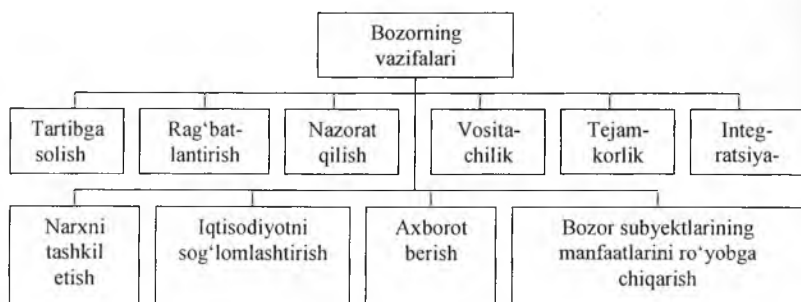 Bozorning
vazifalari
Tartibga
solish
Rag‘bat-
lantirish
Nazorat
qilish
Vosita-
chilik
Tejam-
korlik
Integ-
ratsiya-
Narxni
tashkil
etish
Iqtisodiyotni
sog‘lomlashtirish
Axborot
berish
Bozor subyektlarining
manfaatlarini ro‘yobga
chiqarish